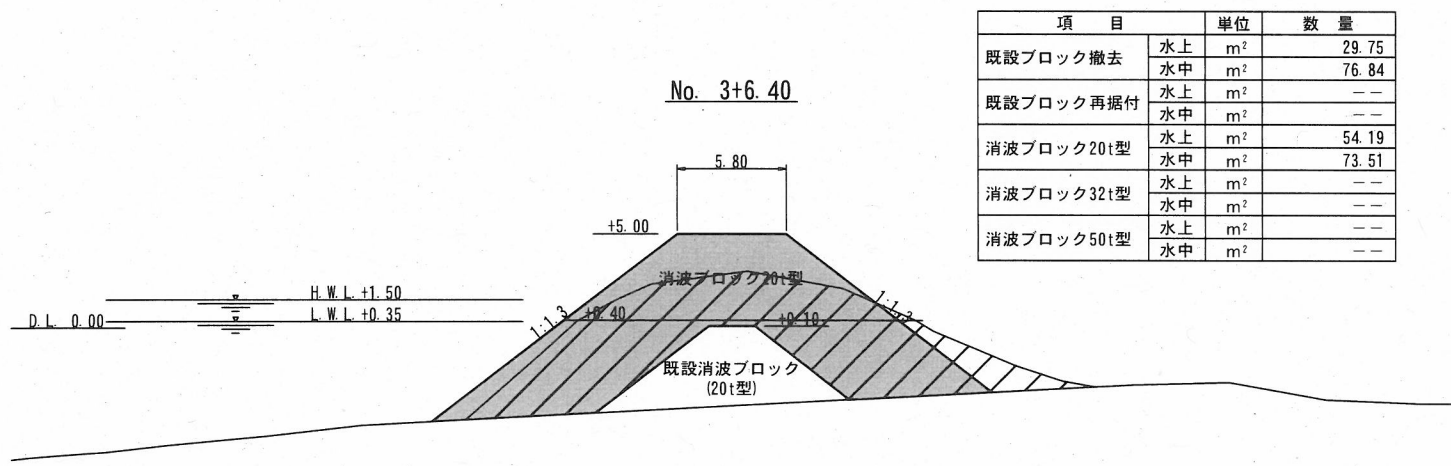 項 目 単位 数 量
既設ブロック撤去 水上 m² 29.75
水中 m² 76.84
既設ブロック再据付 水上 m² −−
水中 m² −−
消波ブロック20t型 水上 m² 54.19
水中 m² 73.51
消波ブロック32t型 水上 m² −−
水中 m² −−
消波ブロック50t型 水上 m² −−
水中 m² −−
No. 3+6.40
5.80
+5.00
消波ブロック20t型
H.W.L.+1.50
L.W.L.+0.35
D.L. 0.00
1:1.3
+0.40
1:1.3
+0.10
既設消波ブロック
(20t型)